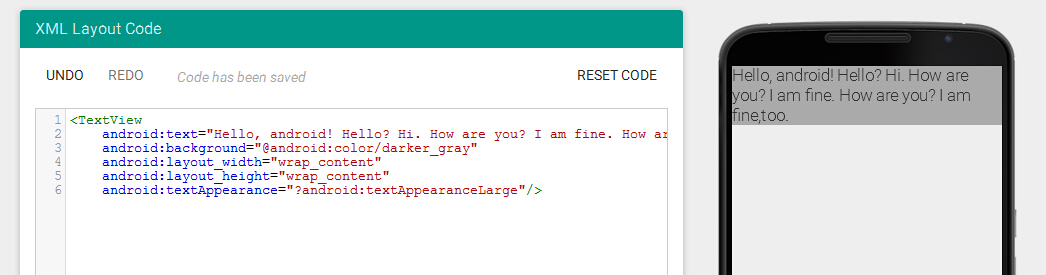 XML Layout Code
UNDO REDO Code has been saved RESET CODE
1 <TextView
2 android:text="Hello, android! Hello? Hi. How are you? I am fine. How ar
3 android:background="@android:color/darker_gray"
4 android:layout_width="wrap_content"
5 android:layout_height="wrap_content"
6 android:textAppearance="?android:textAppearanceLarge"/>
Hello, android! Hello? Hi. How are
you? I am fine. How are you? I am
fine,too.